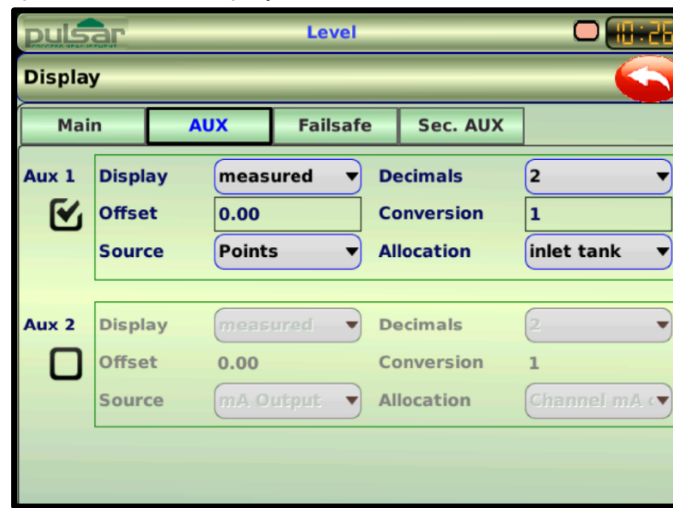 pulsar Level 10:26
Display
Main AUX Failsafe Sec. AUX
Aux 1 Display measured Decimals 2
Offset 0.00 Conversion 1
Source Points Allocation inlet tank
Aux 2 Display measured Decimals 2
Offset 0.00 Conversion 1
Source mA Output Allocation Channel mA